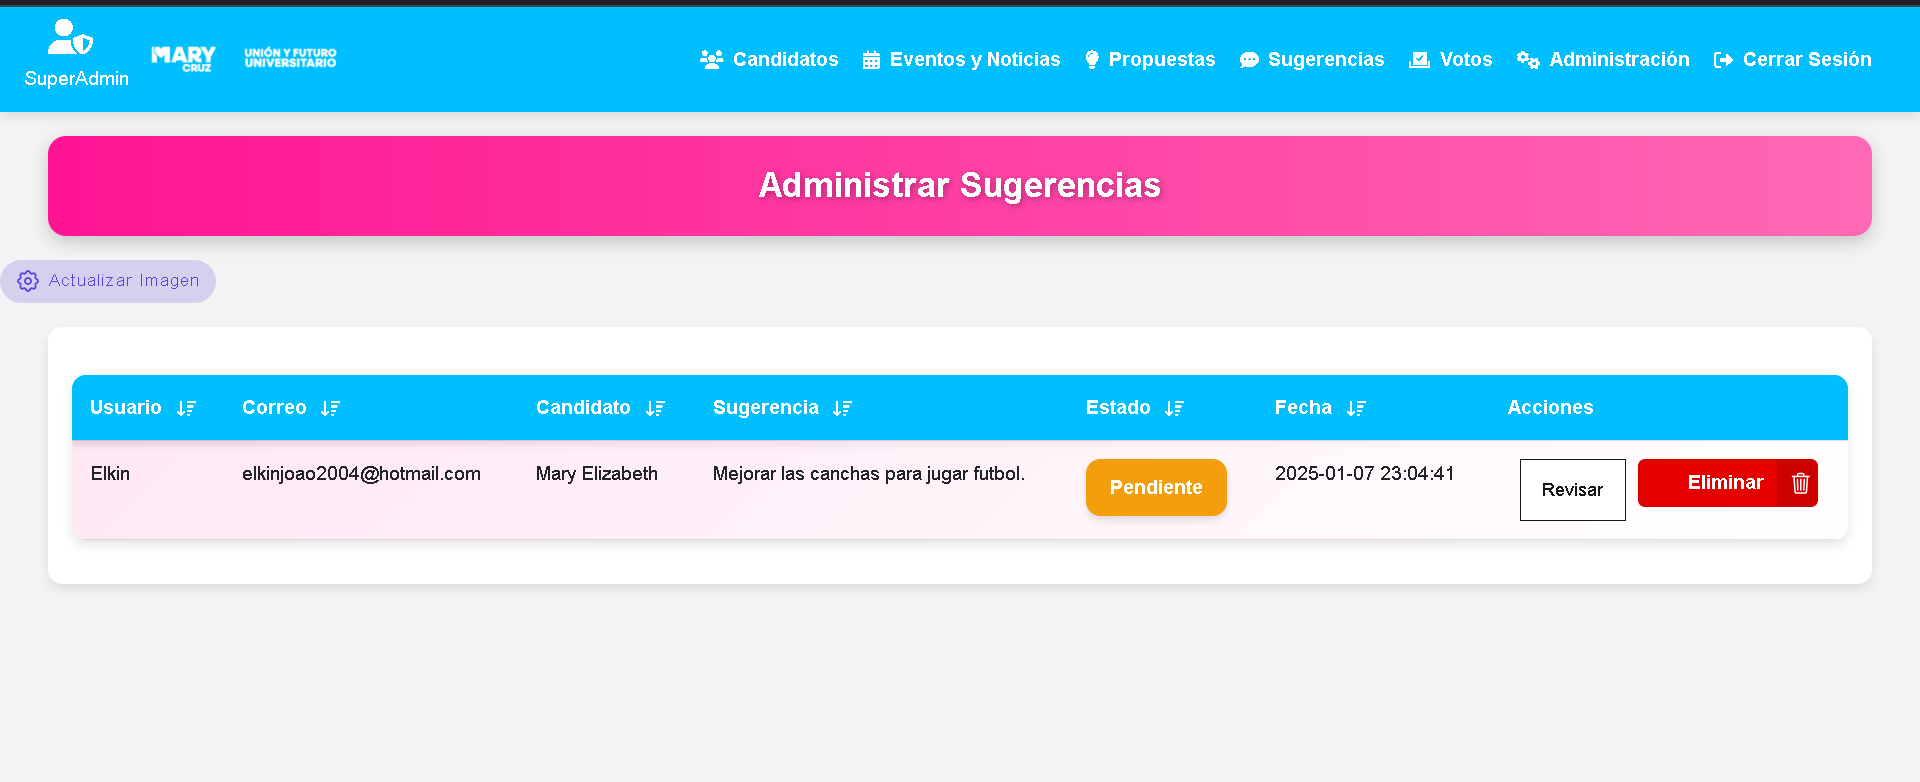 SuperAdmin
MARY
CRUZ
UNIÓN Y FUTURO
UNIVERSITARIO
Candidatos Eventos y Noticias Propuestas Sugerencias Votos Administración Cerrar Sesión
Administrar Sugerencias
Actualizar Imagen
Usuario Correo Candidato Sugerencia Estado Fecha Acciones
Elkin elkinjoao2004@hotmail.com Mary Elizabeth Mejorar las canchas para jugar futbol. Pendiente 2025-01-07 23:04:41 Revisar Eliminar